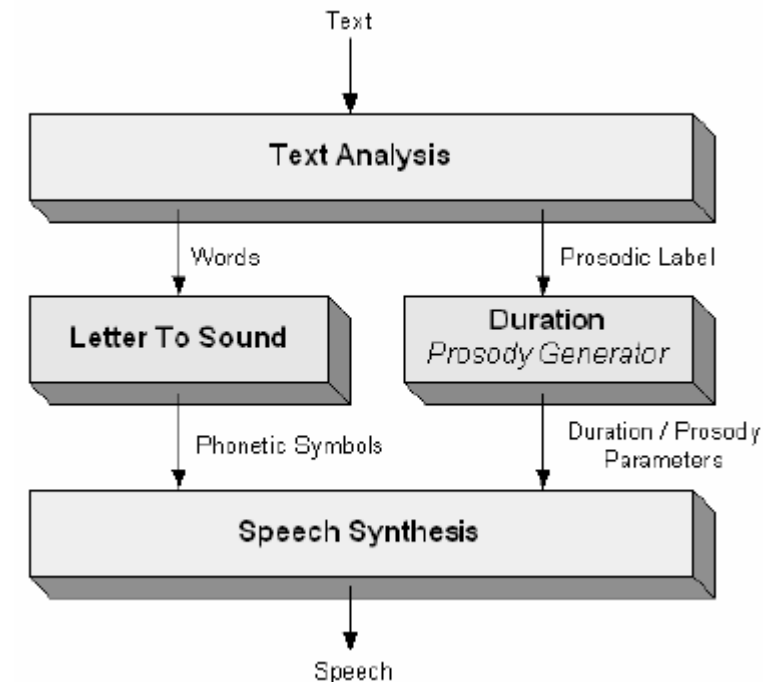 Text
Text Analysis
Words
Prosodic Label
Letter To Sound
Duration
Prosody Generator
Phonetic Symbols
Duration / Prosody
Parameters
Speech Synthesis
Speech